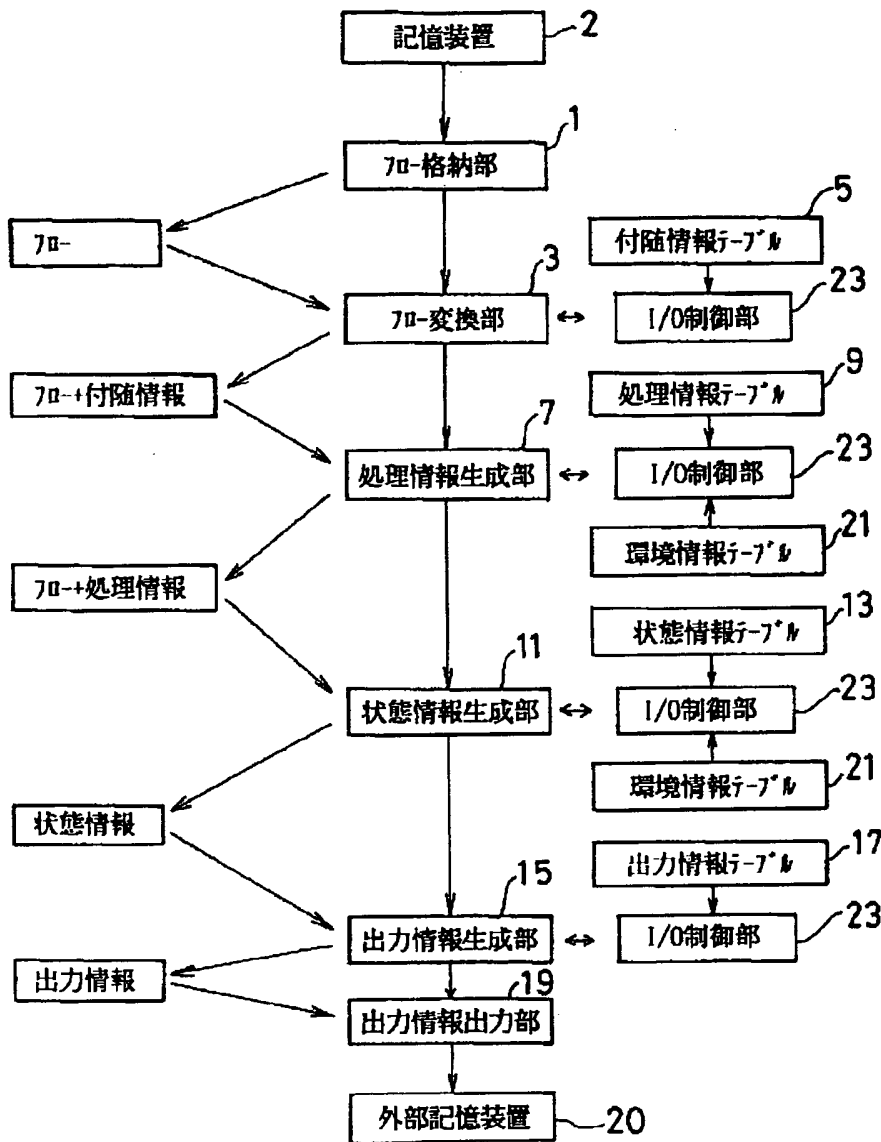 記憶装置
2
1
フロー格納部
5
フロー
付随情報テーブル
3
23
フロー変換部
I/O制御部
フロー+付随情報
処理情報テーブル
9
7
23
処理情報生成部
I/O制御部
環境情報テーブル
21
フロー+処理情報
状態情報テーブル
13
11
23
状態情報生成部
I/O制御部
環境情報テーブル
21
状態情報
出力情報テーブル
17
15
23
出力情報生成部
I/O制御部
出力情報
19
出力情報出力部
外部記憶装置
20